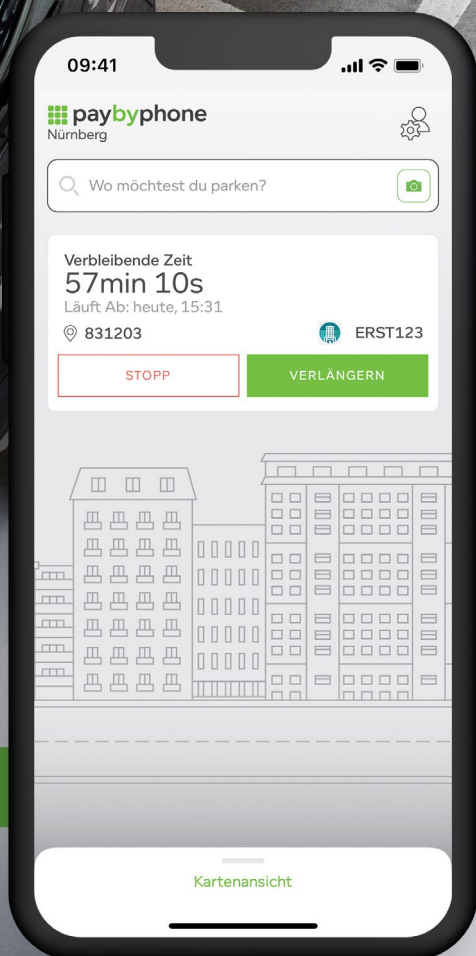 09:41
paybyphone
Nürnberg
Wo möchtest du parken?
Verbleibende Zeit
57min 10s
Läuft Ab: heute, 15:31
831203 ERST123
STOPP VERLÄNGERN
Kartenansicht